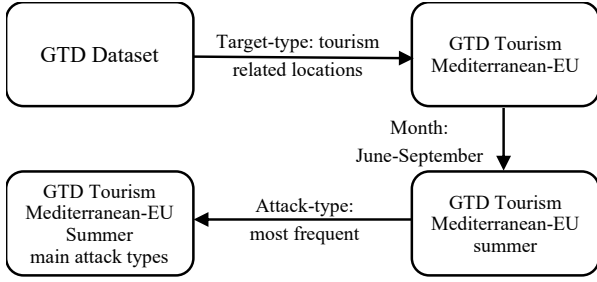 GTD Dataset
Target-type: tourism
related locations
GTD Tourism
Mediterranean-EU
Month:
June-September
GTD Tourism
Mediterranean-EU
summer
Attack-type:
most frequent
GTD Tourism
Mediterranean-EU
Summer
main attack types